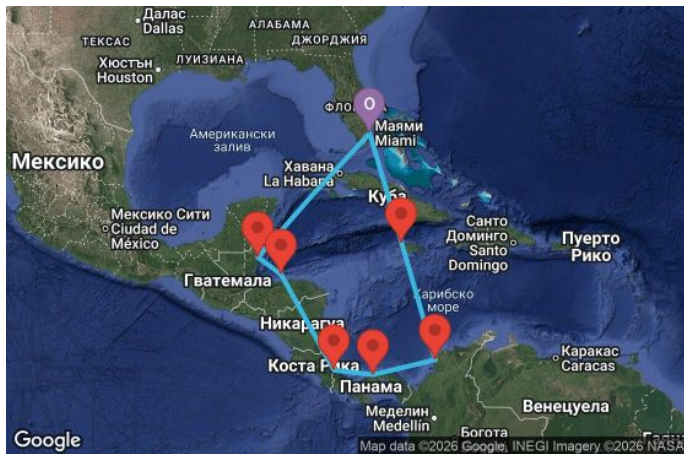 Далас
Dallas
АЛАБАМА
ТЕКСАС
ДЖОРДЖИЯ
Хюстън
Houston
ЛУИЗИАНА
O
Маями
Miami
Американски
залив
Мексико
Хавана
La Habana
Куба
Мексико Сити
Ciudad de
México
Санто
Доминго
Santo
Domingo
Пуерто
Рико
Гватемала
Карибско
море
Никарагуа
Коста Рика
Каракас
Caracas
Панама
Меделин
Medellín
Венецуела
Богота
Google
Map data ©2026 Google, INEGI Imagery ©2026 NASA